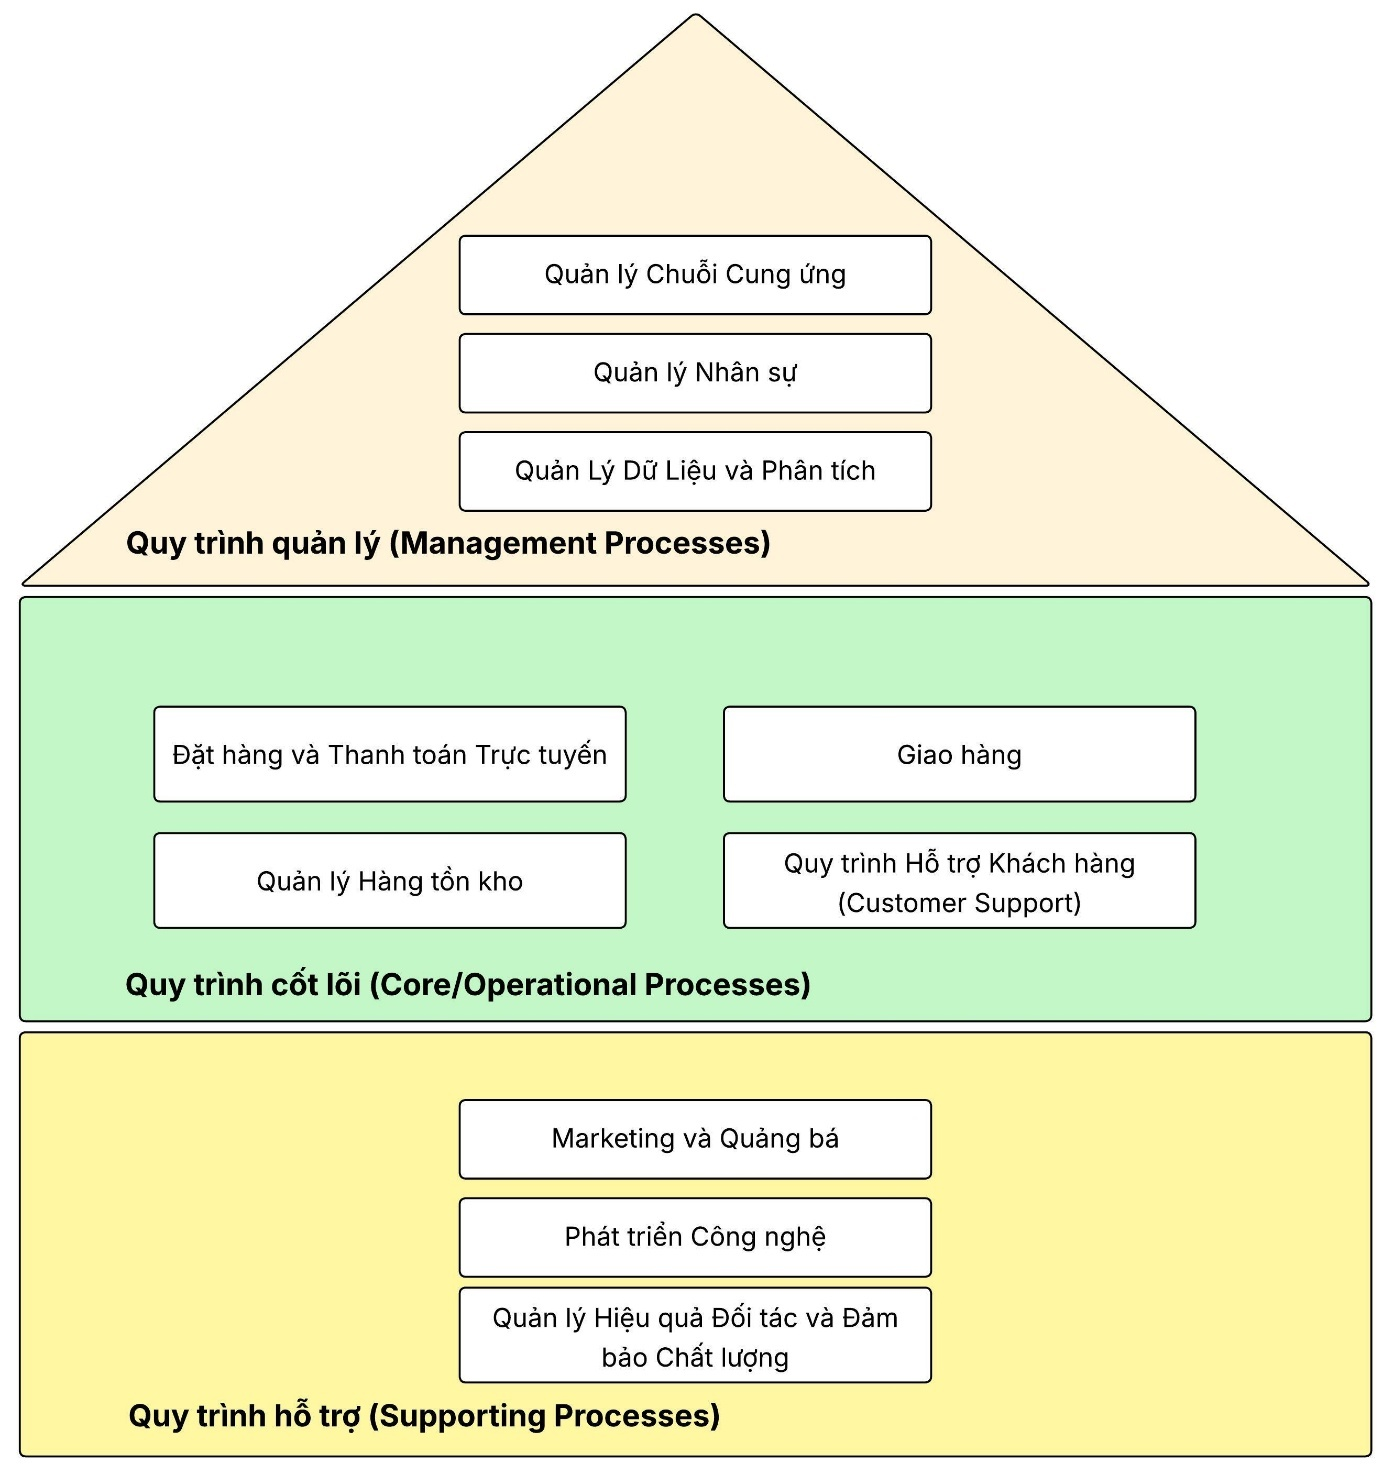 Quản lý Chuỗi Cung ứng
Quản lý Nhân sự
Quản Lý Dữ Liệu và Phân tích
Quy trình quản lý (Management Processes)
Đặt hàng và Thanh toán Trực tuyến
Giao hàng
Quản lý Hàng tồn kho
Quy trình Hỗ trợ Khách hàng
(Customer Support)
Quy trình cốt lõi (Core/Operational Processes)
Marketing và Quảng bá
Phát triển Công nghệ
Quản lý Hiệu quả Đối tác và Đảm
bảo Chất lượng
Quy trình hỗ trợ (Supporting Processes)